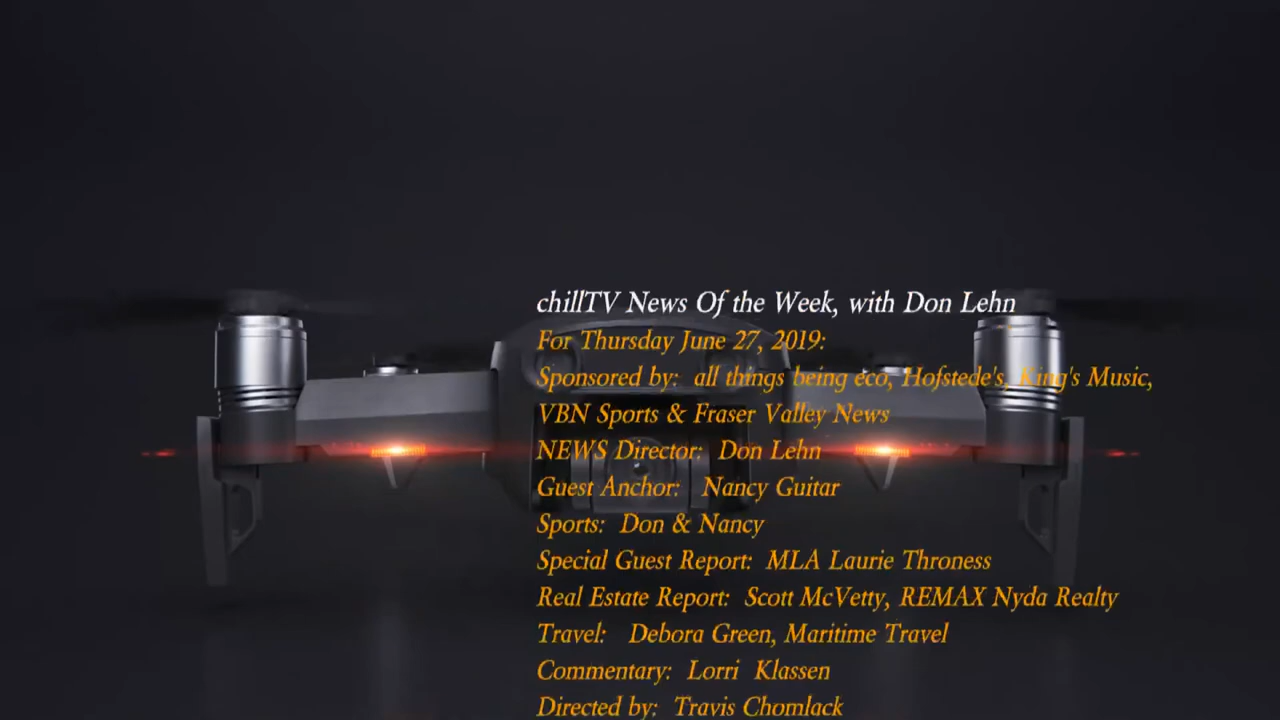 chillTV News Of the Week, with Don Lehn
For Thursday June 27, 2019:
Sponsored by: all things being eco, Hofstede's, King's Music,
VBN Sports & Fraser Valley News
NEWS Director: Don Lehn
Guest Anchor: Nancy Guitar
Sports: Don & Nancy
Special Guest Report: MLA Laurie Throness
Real Estate Report: Scott McVetty, REMAX Nyda Realty
Travel: Debora Green, Maritime Travel
Commentary: Lorri Klassen
Directed by: Travis Chomlack